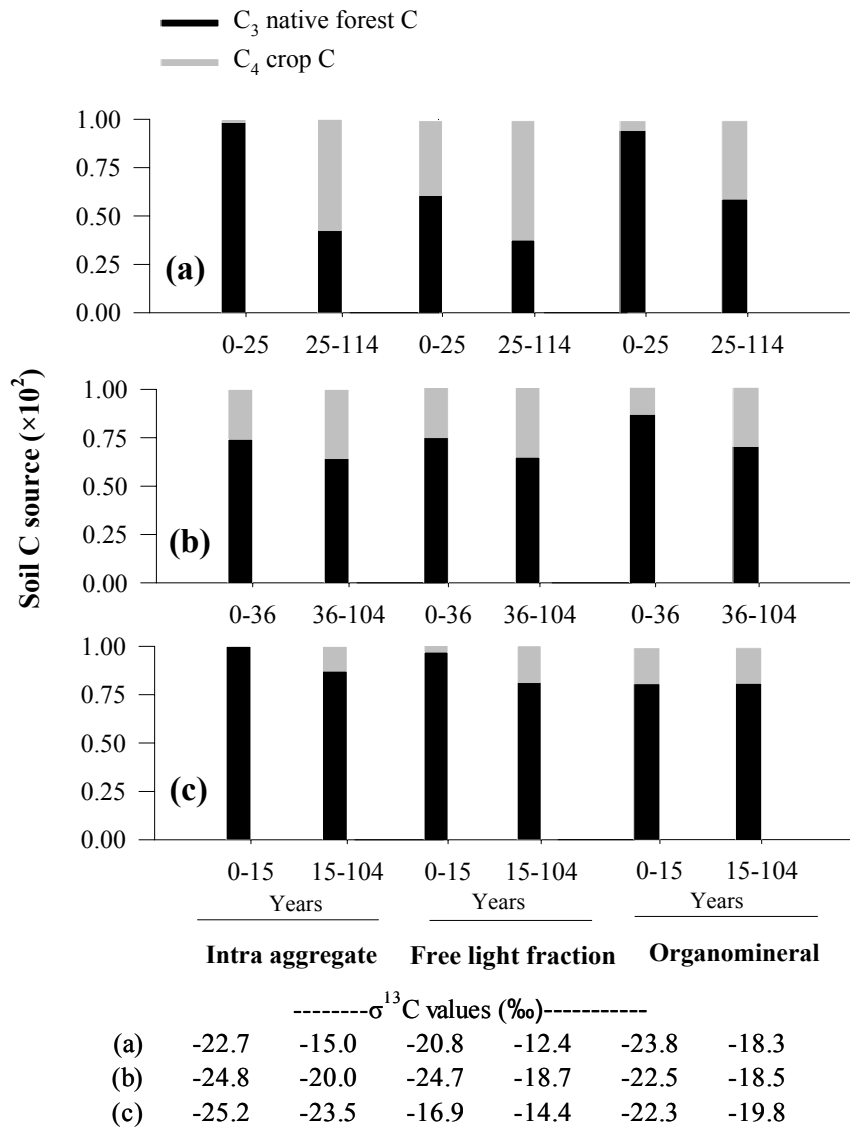 C₃ native forest C
C₄ crop C
Soil C source (×10²)
1.00
0.75
0.50
0.25
0.00
(a)
0-25 25-114 0-25 25-114 0-25 25-114
1.00
0.75
0.50
0.25
0.00
(b)
0-36 36-104 0-36 36-104 0-36 36-104
1.00
0.75
0.50
0.25
0.00
(c)
0-15 15-104 0-15 15-104 0-15 15-104
Years Years Years
Intra aggregate Free light fraction Organomineral
--------σ¹³C values (‰)-----------
(a) -22.7 -15.0 -20.8 -12.4 -23.8 -18.3
(b) -24.8 -20.0 -24.7 -18.7 -22.5 -18.5
(c) -25.2 -23.5 -16.9 -14.4 -22.3 -19.8